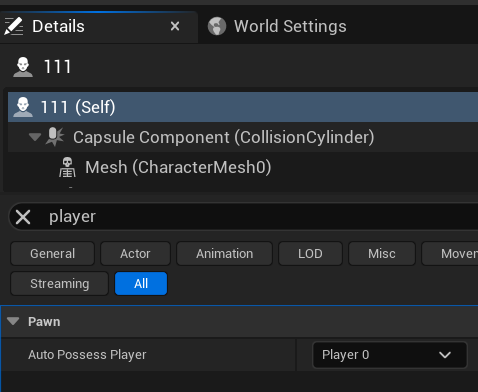 Details
World Settings
111
111 (Self)
Capsule Component (CollisionCylinder)
Mesh (CharacterMesh0)
player
General Actor Animation LOD Misc
Streaming All
Pawn
Auto Possess Player Player 0